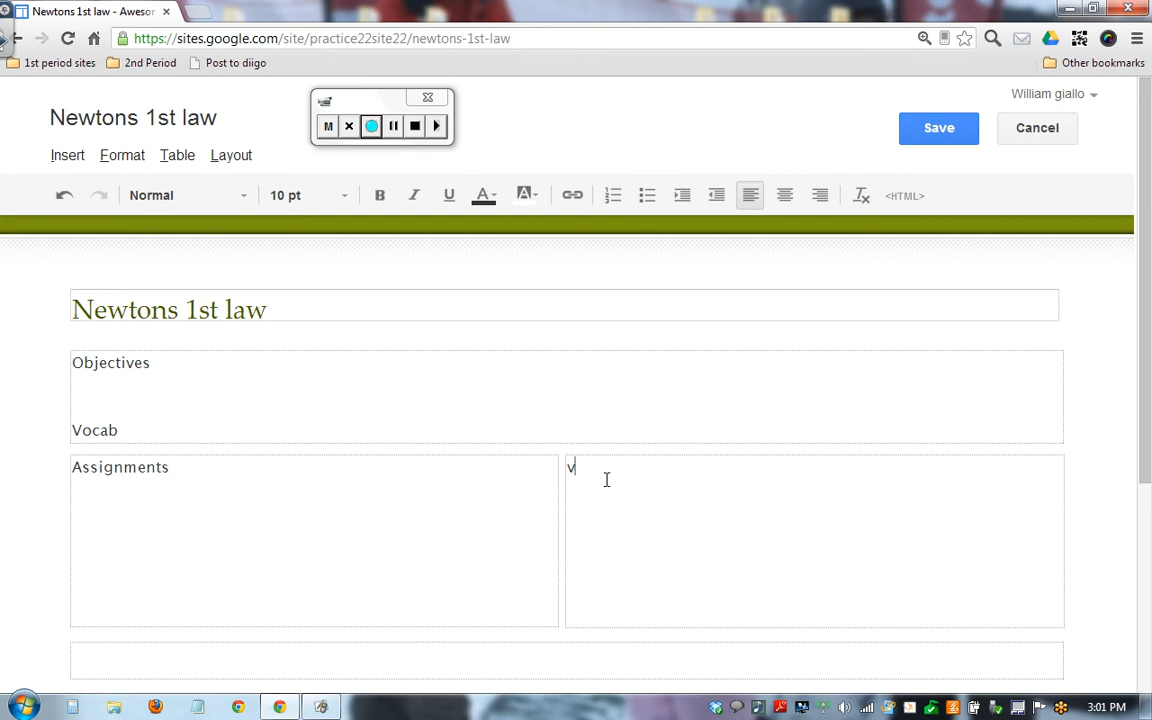 Newtons 1st law - Awesor
https://sites.google.com/site/practice22site22/newtons-1st-law
1st period sites
2nd Period
Post to diigo
Other bookmarks
William giallo
Newtons 1st law
M
Save
Cancel
Insert
Format
Table
Layout
Normal
10 pt
B
I
U
A
A
<HTML>
Newtons 1st law
Objectives
Vocab
Assignments
v
3:01 PM